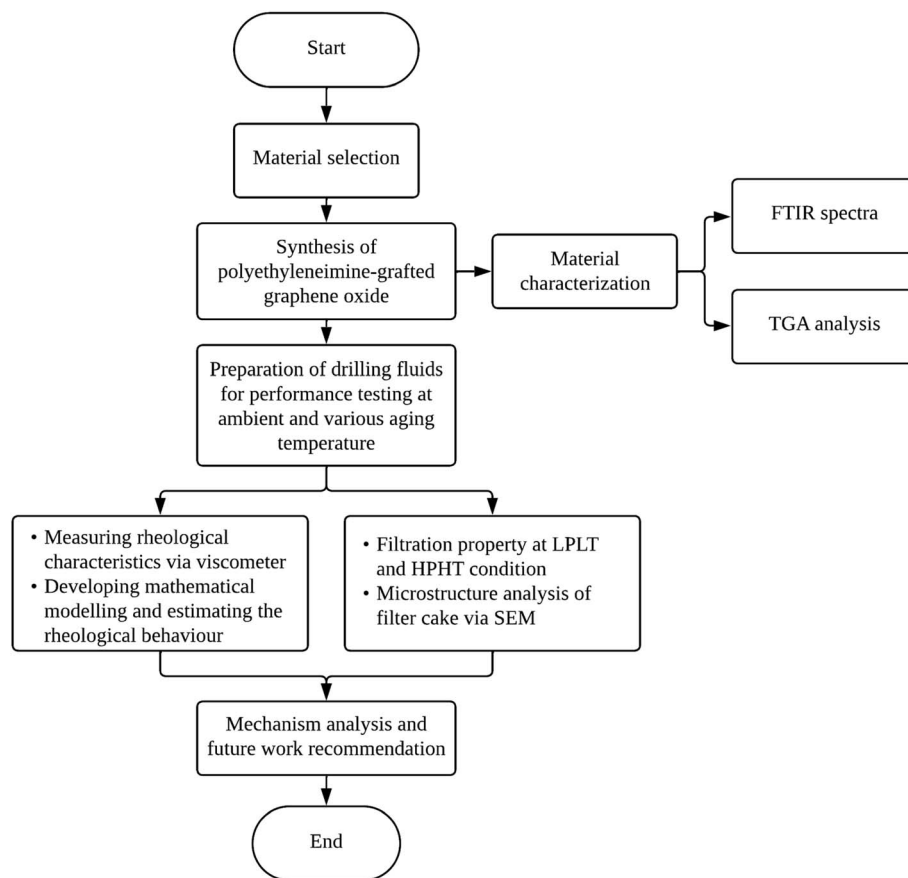 Start
Material selection
Synthesis of
polyethyleneimine-grafted
graphene oxide
Material
characterization
FTIR spectra
TGA analysis
Preparation of drilling fluids
for performance testing at
ambient and various aging
temperature
• Measuring rheological
characteristics via viscometer
• Developing mathematical
modelling and estimating the
rheological behaviour
• Filtration property at LPLT
and HPHT condition
• Microstructure analysis of
filter cake via SEM
Mechanism analysis and
future work recommendation
End